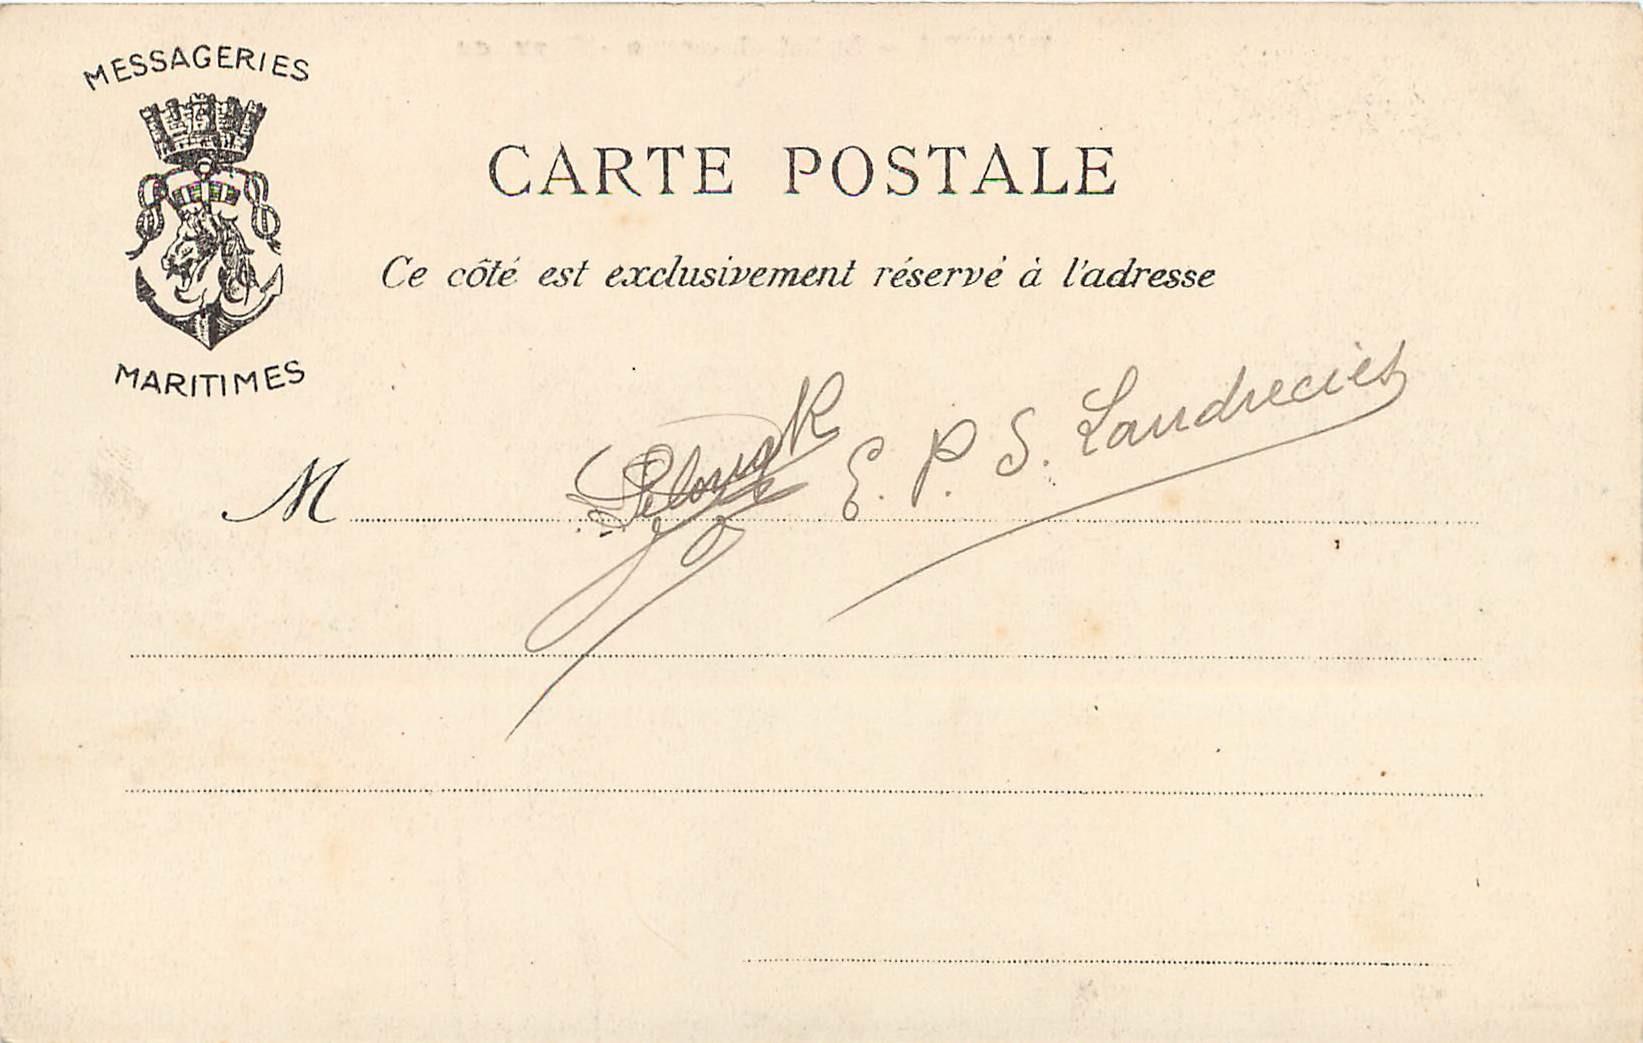 MESSAGERIES
MARITIMES
CARTE POSTALE
Ce côté est exclusivement réservé à l'adresse
M
E. P. S. Landrecies